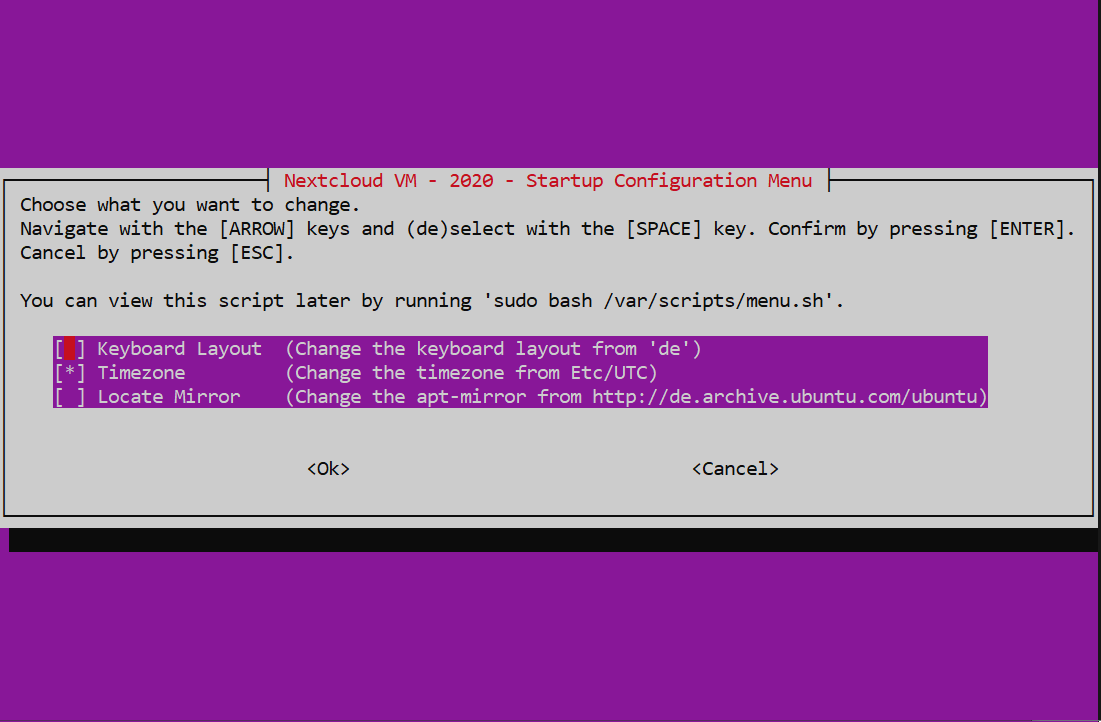 Nextcloud VM - 2020 - Startup Configuration Menu
Choose what you want to change.
Navigate with the [ARROW] keys and (de)select with the [SPACE] key. Confirm by pressing [ENTER].
Cancel by pressing [ESC].
You can view this script later by running 'sudo bash /var/scripts/menu.sh'.
[ ] Keyboard Layout  (Change the keyboard layout from 'de')
[*] Timezone         (Change the timezone from Etc/UTC)
[ ] Locate Mirror    (Change the apt-mirror from http://de.archive.ubuntu.com/ubuntu)
<Ok> <Cancel>